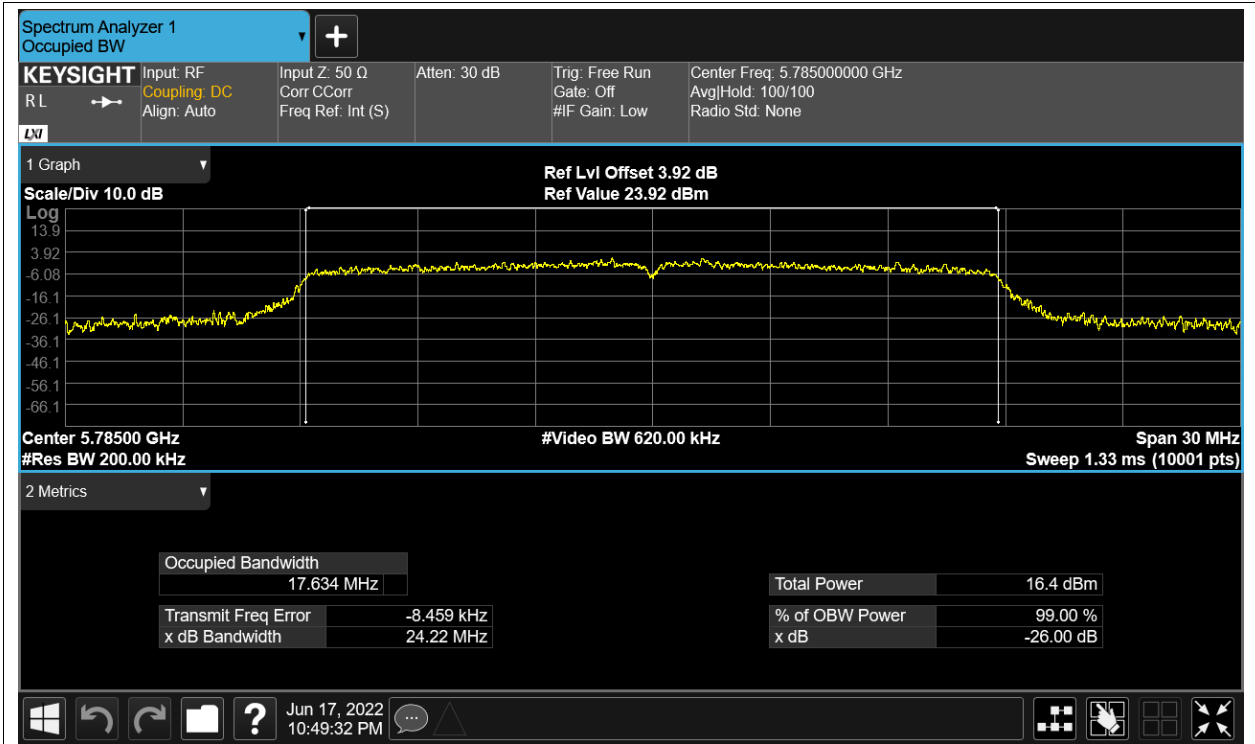 Spectrum Analyzer 1
Occupied BW
+
KEYSIGHT
R L
LXI
Input: RF
Coupling: DC
Align: Auto
Input Z: 50 Ω
Corr CCorr
Freq Ref: Int (S)
Atten: 30 dB
Trig: Free Run
Gate: Off
#IF Gain: Low
Center Freq: 5.785000000 GHz
Avg|Hold: 100/100
Radio Std: None
1 Graph
Scale/Div 10.0 dB
Ref Lvl Offset 3.92 dB
Ref Value 23.92 dBm
Log
13.9
3.92
-6.08
-16.1
-26.1
-36.1
-46.1
-56.1
-66.1
Center 5.78500 GHz
#Video BW 620.00 kHz
Span 30 MHz
#Res BW 200.00 kHz
Sweep 1.33 ms (10001 pts)
2 Metrics
Occupied Bandwidth
17.634 MHz
Transmit Freq Error -8.459 kHz
x dB Bandwidth 24.22 MHz
Total Power 16.4 dBm
% of OBW Power 99.00 %
x dB -26.00 dB
?
Jun 17, 2022
10:49:32 PM